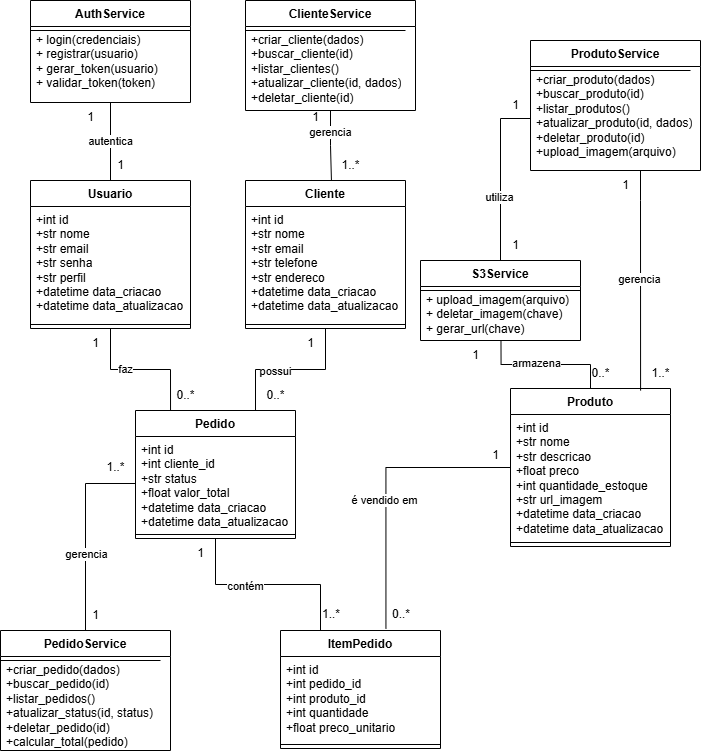 AuthService
+ login(credenciais)
+ registrar(usuario)
+ gerar_token(usuario)
+ validar_token(token)
ClienteService
+criar_cliente(dados)
+buscar_cliente(id)
+listar_clientes()
+atualizar_cliente(id, dados)
+deletar_cliente(id)
ProdutoService
+criar_produto(dados)
+buscar_produto(id)
+listar_produtos()
+atualizar_produto(id, dados)
+deletar_produto(id)
+upload_imagem(arquivo)
1
autentica
1
1
gerencia
1..*
1
utiliza
1
1
gerencia
1..*
Usuario
+int id
+str nome
+str email
+str senha
+str perfil
+datetime data_criacao
+datetime data_atualizacao
Cliente
+int id
+str nome
+str email
+str telefone
+str endereco
+datetime data_criacao
+datetime data_atualizacao
S3Service
+ upload_imagem(arquivo)
+ deletar_imagem(chave)
+ gerar_url(chave)
1
faz
0..*
1
possui
0..*
1
armazena
0..*
Pedido
+int id
+int cliente_id
+str status
+float valor_total
+datetime data_criacao
+datetime data_atualizacao
Produto
+int id
+str nome
+str descricao
+float preco
+int quantidade_estoque
+str url_imagem
+datetime data_criacao
+datetime data_atualizacao
1..*
gerencia
1
1
contém
1..*
1
é vendido em
0..*
PedidoService
+criar_pedido(dados)
+buscar_pedido(id)
+listar_pedidos()
+atualizar_status(id, status)
+deletar_pedido(id)
+calcular_total(pedido)
ItemPedido
+int id
+int pedido_id
+int produto_id
+int quantidade
+float preco_unitario